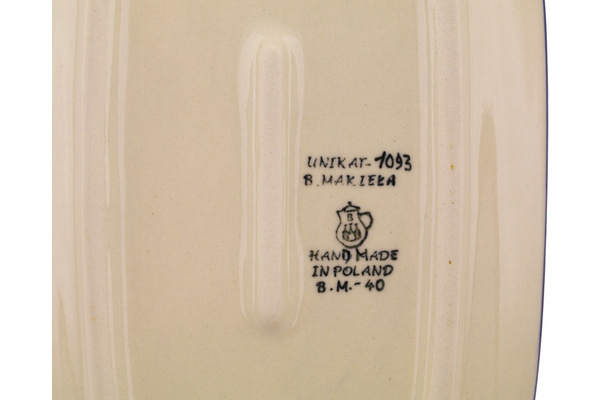 UNIKAT-1093
B. MAKIEŁA
B
HAND MADE
IN POLAND
B.M.-40